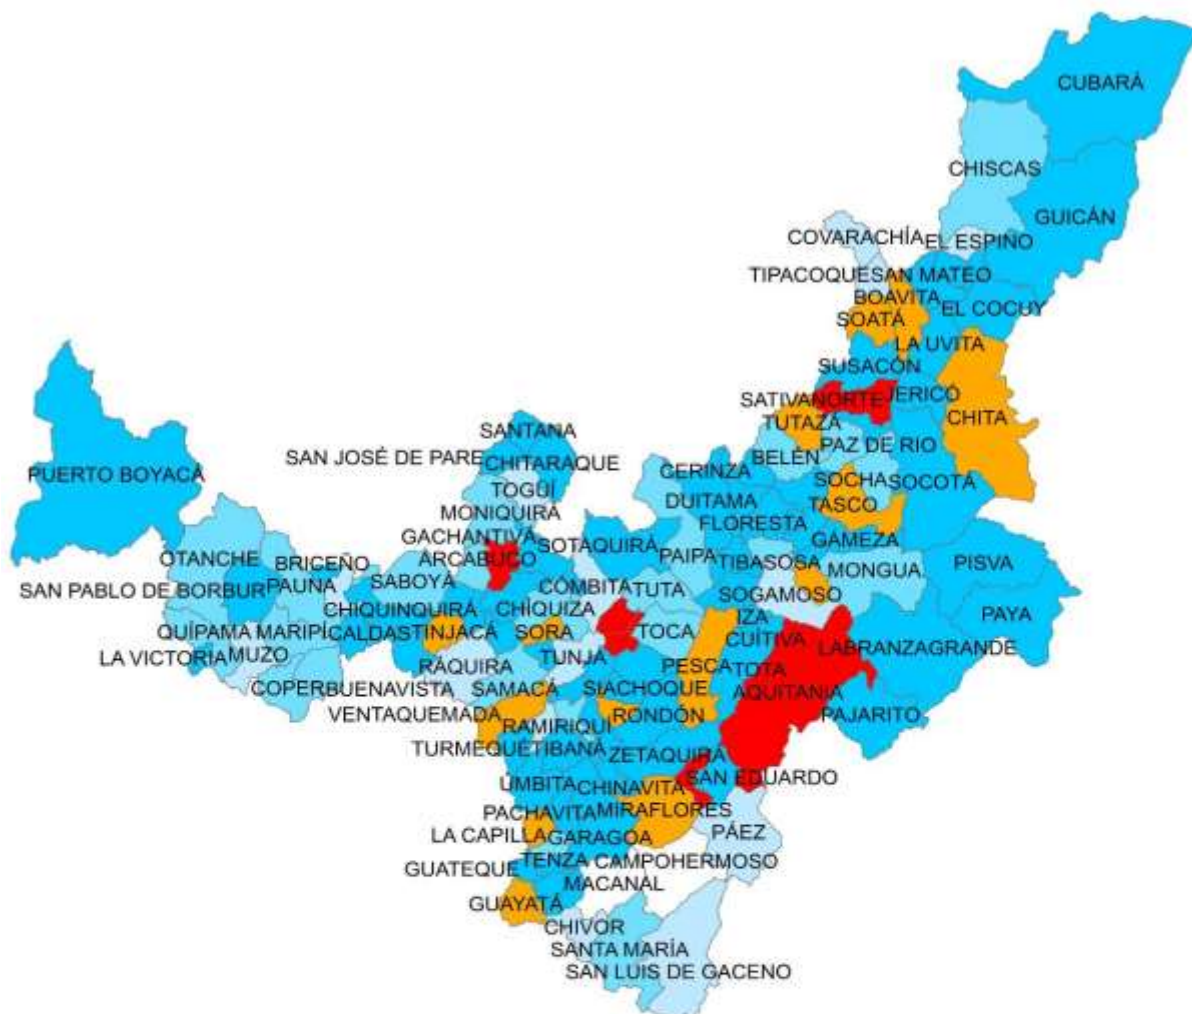 CUBARÁ
CHISCAS
GUICÁN
COVARACHÍA
EL ESPINO
TIPACOQUE
SAN MATEO
BOAVITA
EL COCUY
SOATÁ
LA UVITA
SUSACÓN
SATIVANORTE
JERICÓ
TUTAZÁ
CHITA
SANTANA
PAZ DE RIO
SAN JOSÉ DE PARE
CHITARAQUE
BELÉN
CERINZA
PUERTO BOYACÁ
TOGÜÍ
SOCHA
SOCOTÁ
MONIQUIRÁ
DUITAMA
TASCO
FLORESTA
GACHANTIVÁ
SOTAQUIRÁ
GAMEZA
OTANCHE
BRICEÑO
ARCABUCO
PAIPA
TIBASOSA
MONGUA
PISVA
SAN PABLO DE BORBUR
PAUNA
SABOYÁ
CÓMBITA
TUTA
SOGAMOSO
CHIQUINQUIRÁ
CHÍQUIZA
IZA
PAYA
QUÍPAMA
MARIPÍ
CALDAS
TINJACÁ
SORA
TOCA
CUÍTIVA
LABRANZAGRANDE
LA VICTORIA
MUZO
RÁQUIRA
TUNJA
PESCA
TOTA
COPER
BUENAVISTA
SAMACÁ
SIACHOQUE
AQUITANIA
VENTAQUEMADA
RAMIRIQUÍ
RONDÓN
PAJARITO
TURMEQUÉ
TIBANÁ
ZETAQUIRÁ
ÚMBITA
CHINAVITA
SAN EDUARDO
PACHAVITA
MIRAFLORES
LA CAPILLA
GARAGOA
PÁEZ
GUATEQUE
TENZA
CAMPOHERMOSO
MACANAL
GUAYATÁ
CHIVOR
SANTA MARÍA
SAN LUIS DE GACENO